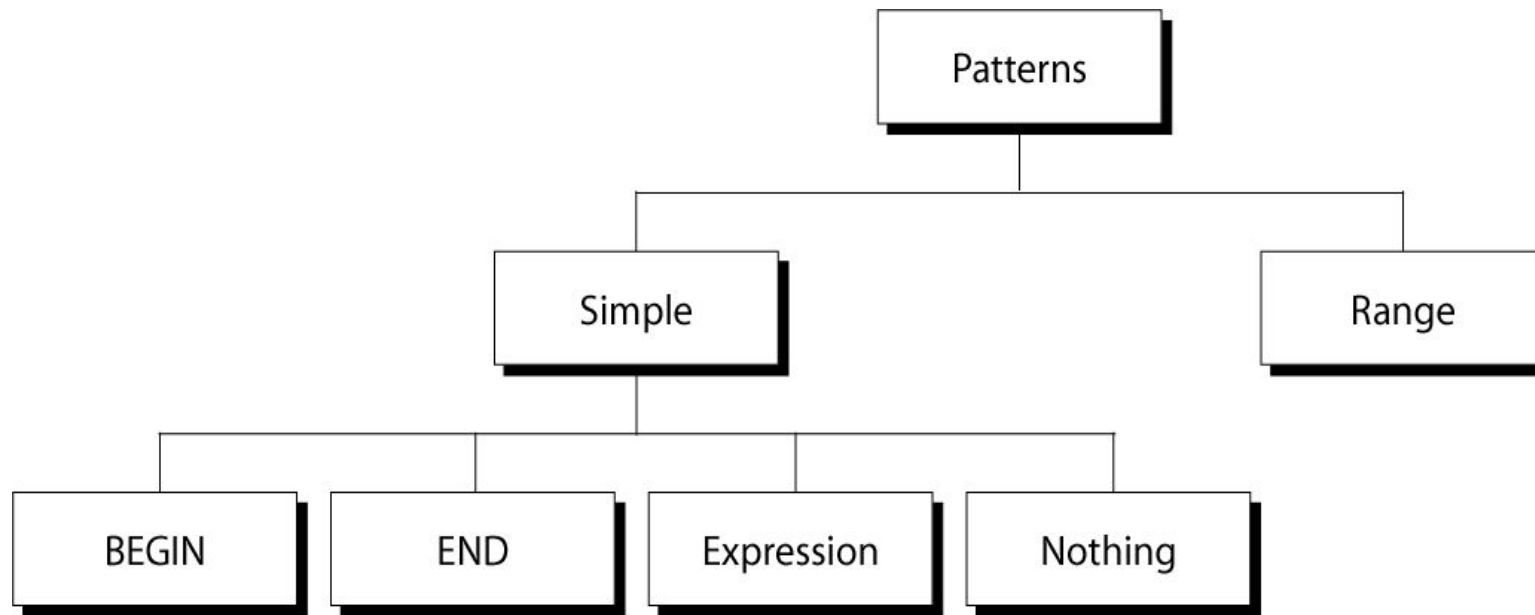 Patterns
Simple
Range
BEGIN
END
Expression
Nothing